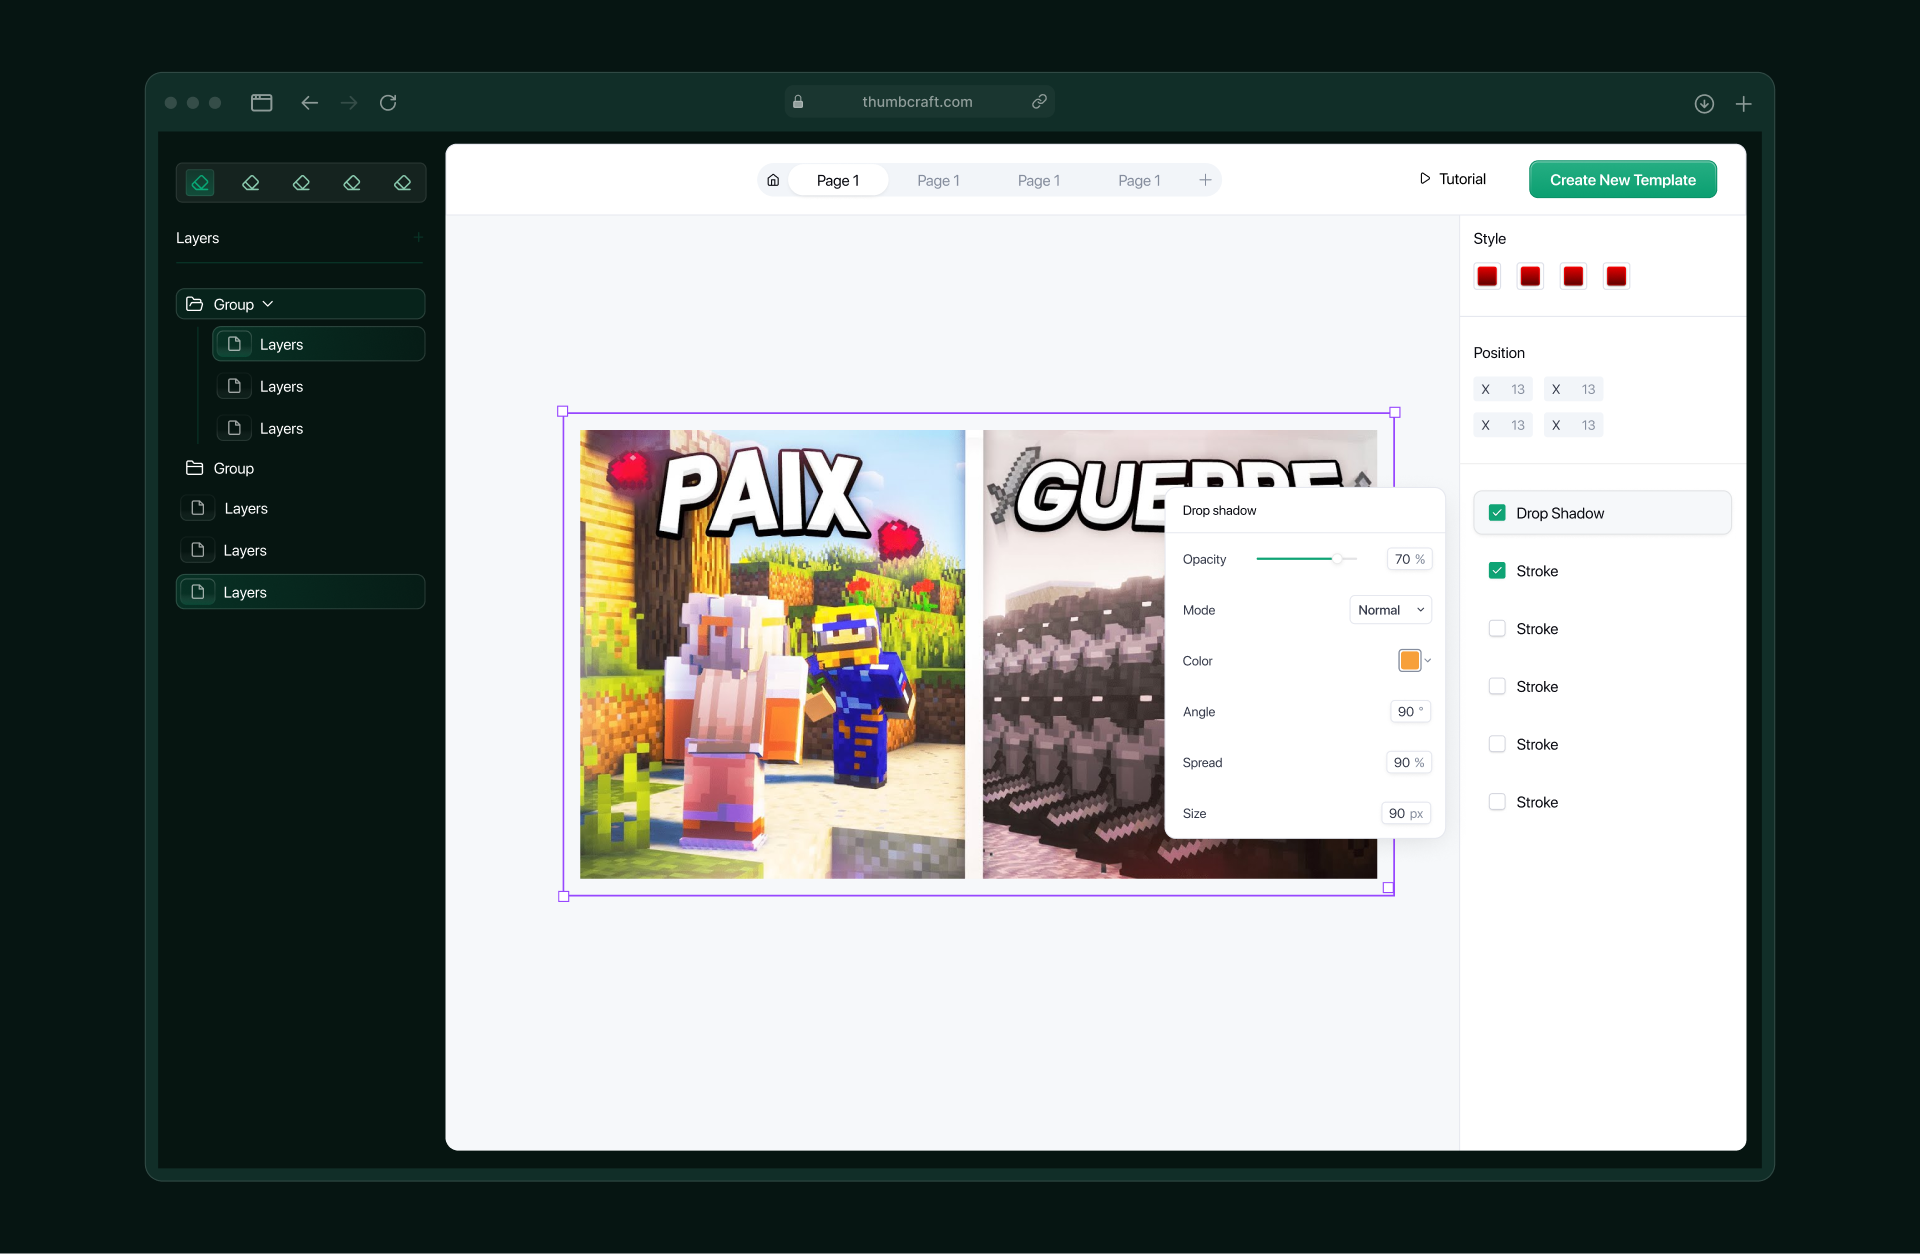 thumbcraft.com
Page 1
Page 1
Page 1
Page 1
Tutorial
Create New Template
Layers
Group
Layers
Layers
Layers
Group
Layers
Layers
Layers
PAIX
GUERRE
Drop shadow
Opacity 70 %
Mode Normal
Color
Angle 90 °
Spread 90 %
Size 90 px
Style
Position
X 13 X 13
X 13 X 13
Drop Shadow
Stroke
Stroke
Stroke
Stroke
Stroke